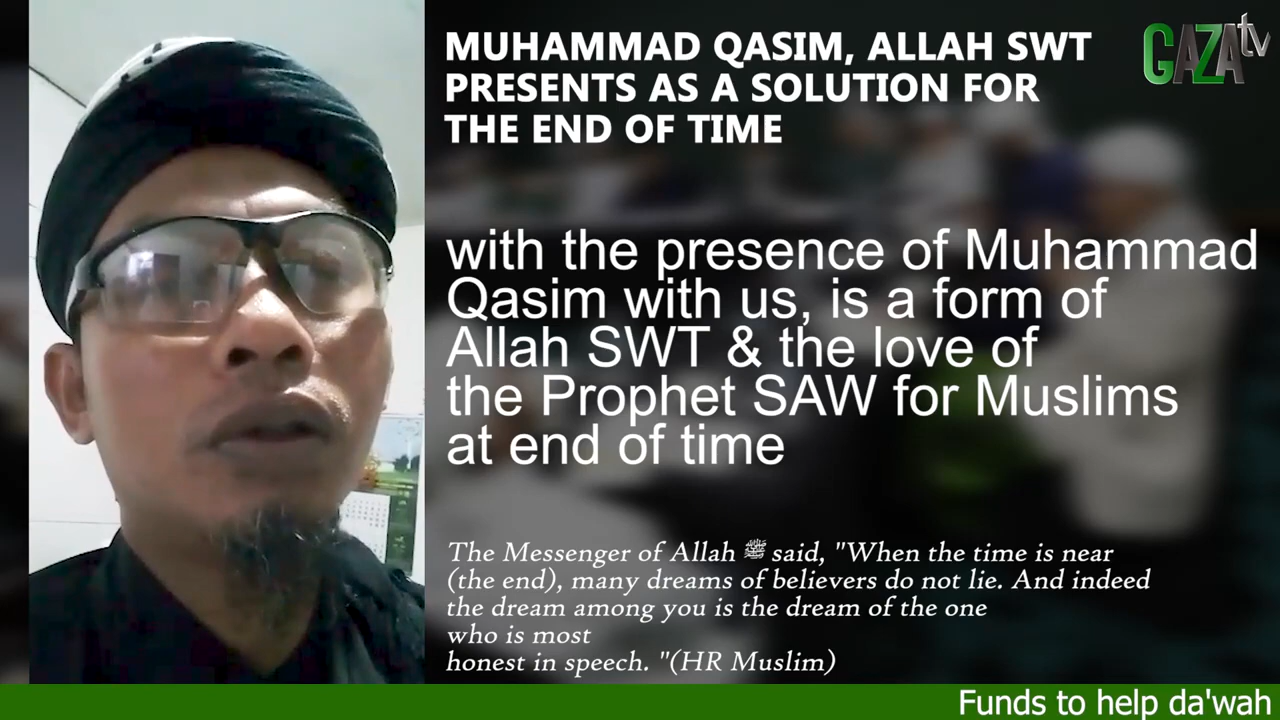 MUHAMMAD QASIM, ALLAH SWT
PRESENTS AS A SOLUTION FOR
THE END OF TIME
GAZAtv
with the presence of Muhammad
Qasim with us, is a form of
Allah SWT & the love of
the Prophet SAW for Muslims
at end of time
The Messenger of Allah ﷺ said, "When the time is near
(the end), many dreams of believers do not lie. And indeed
the dream among you is the dream of the one
who is most
honest in speech. "(HR Muslim)
Funds to help da'wah